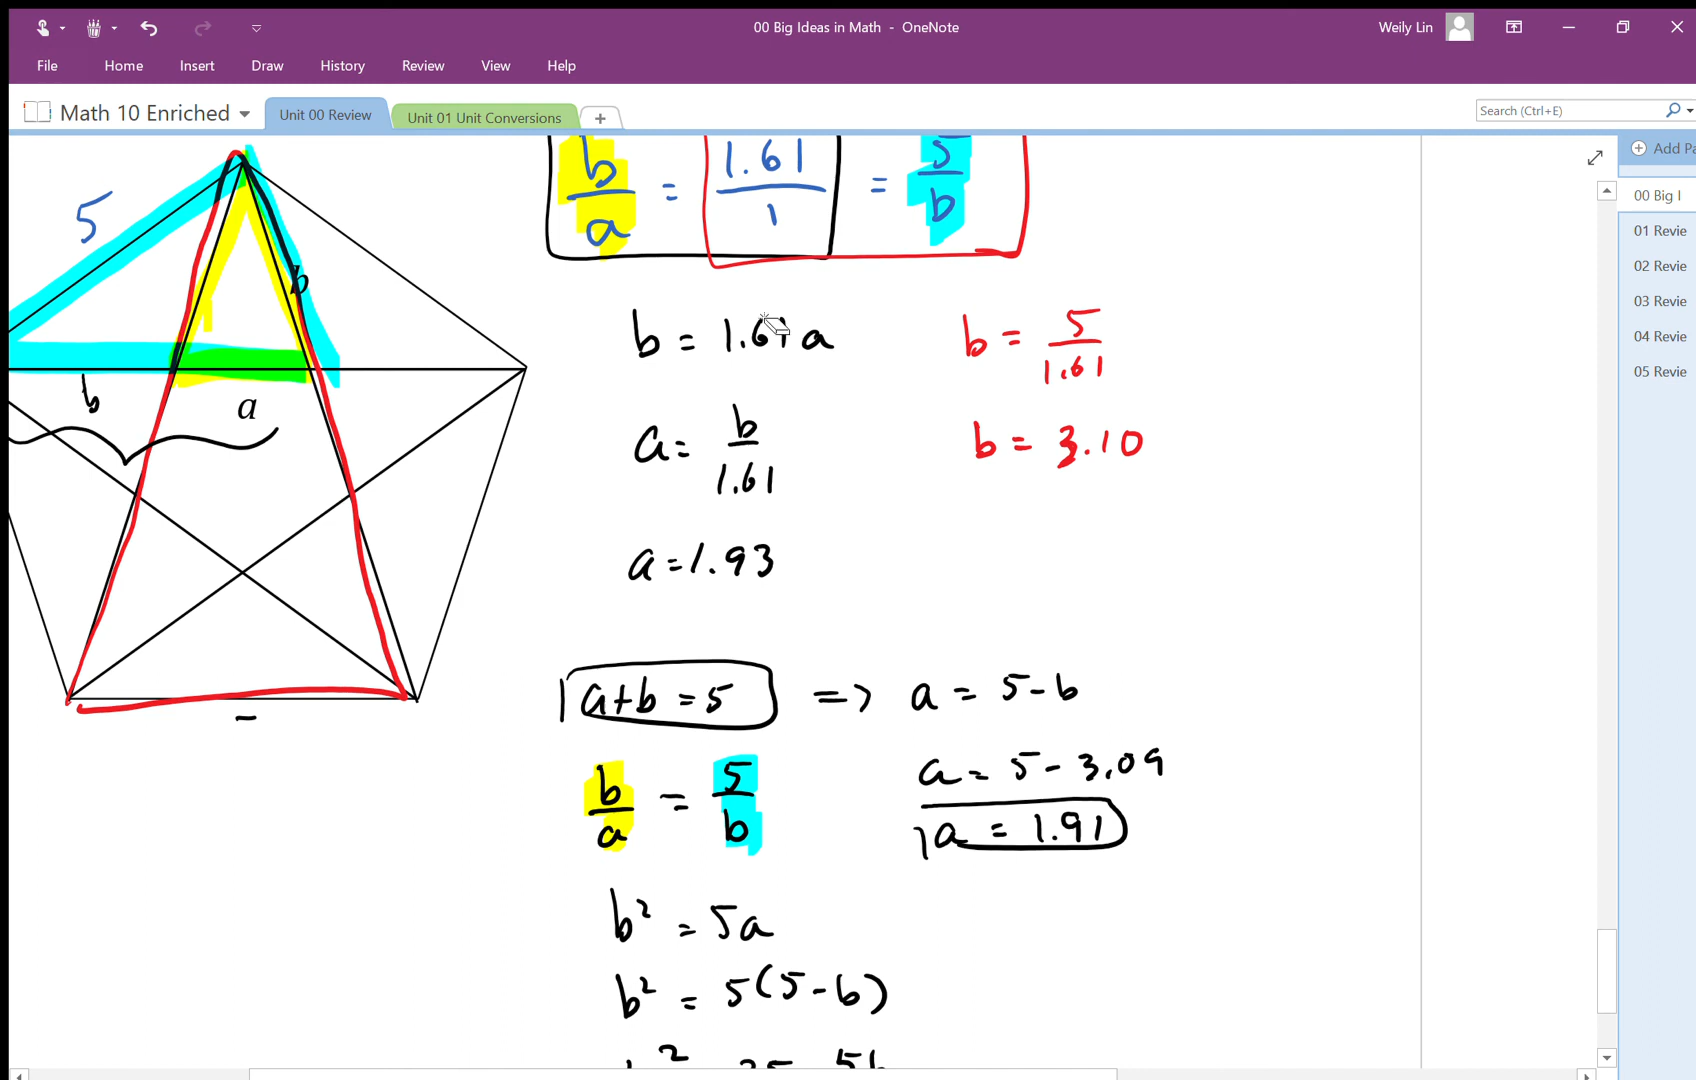 00 Big Ideas in Math - OneNote
Weily Lin
File Home Insert Draw History Review View Help
Math 10 Enriched
Unit 00 Review
Unit 01 Unit Conversions
+
Search (Ctrl+E)
Add Pa
00 Big I
01 Revie
02 Revie
03 Revie
04 Revie
05 Revie
5
b
b
a
b/a = 1.61/1 = 5/b
b = 1.61a
a = b/1.61
a = 1.93
b = 5/1.61
b = 3.10
a+b = 5 => a = 5-b
a = 5 - 3.09
a = 1.91
b/a = 5/b
b² = 5a
b² = 5(5-b)